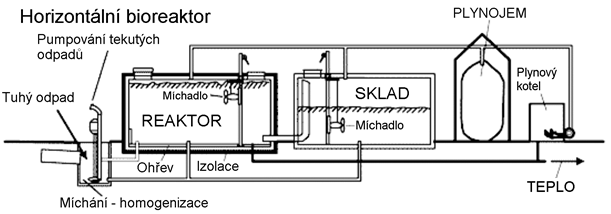 Horizontální bioreaktor
PLYNOJEM
Pumpování tekutých
odpadů
Plynový
kotel
Tuhý odpad
Míchadlo
SKLAD
REAKTOR
Míchadlo
Ohřev
Izolace
TEPLO
Míchání - homogenizace